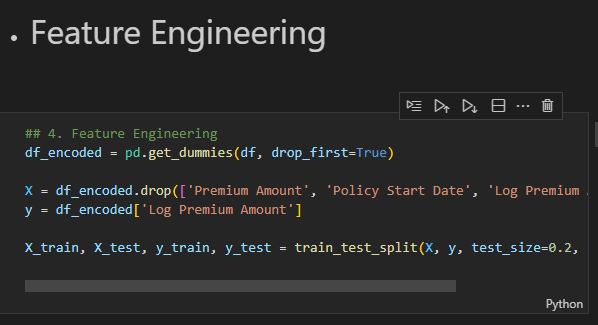 • Feature Engineering
## 4. Feature Engineering
df_encoded = pd.get_dummies(df, drop_first=True)
X = df_encoded.drop(['Premium Amount', 'Policy Start Date', 'Log Premium
y = df_encoded['Log Premium Amount']
X_train, X_test, y_train, y_test = train_test_split(X, y, test_size=0.2,
Python